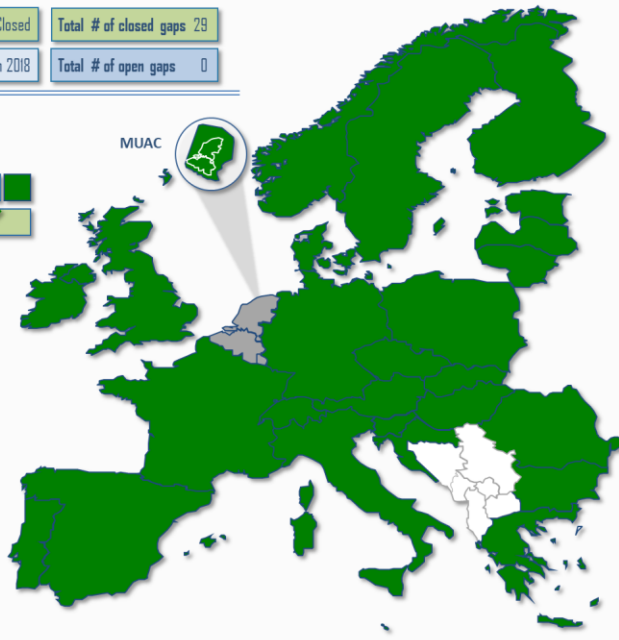 Closed
Total # of closed gaps 29
2018
Total # of open gaps 0
MUAC